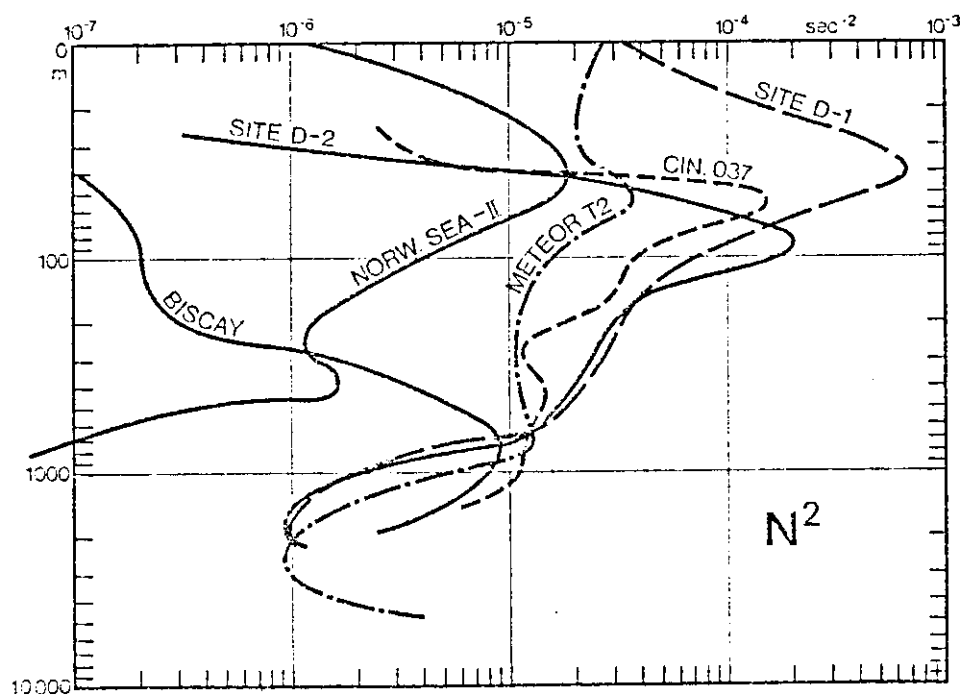 10⁻⁷ 10⁻⁶ 10⁻⁵ 10⁻⁴ sec⁻² 10⁻³
0
m
SITE D-1
SITE D-2
CIN. 037
NORW. SEA-II
METEOR T2
100
BISCAY
1000
N²
10000